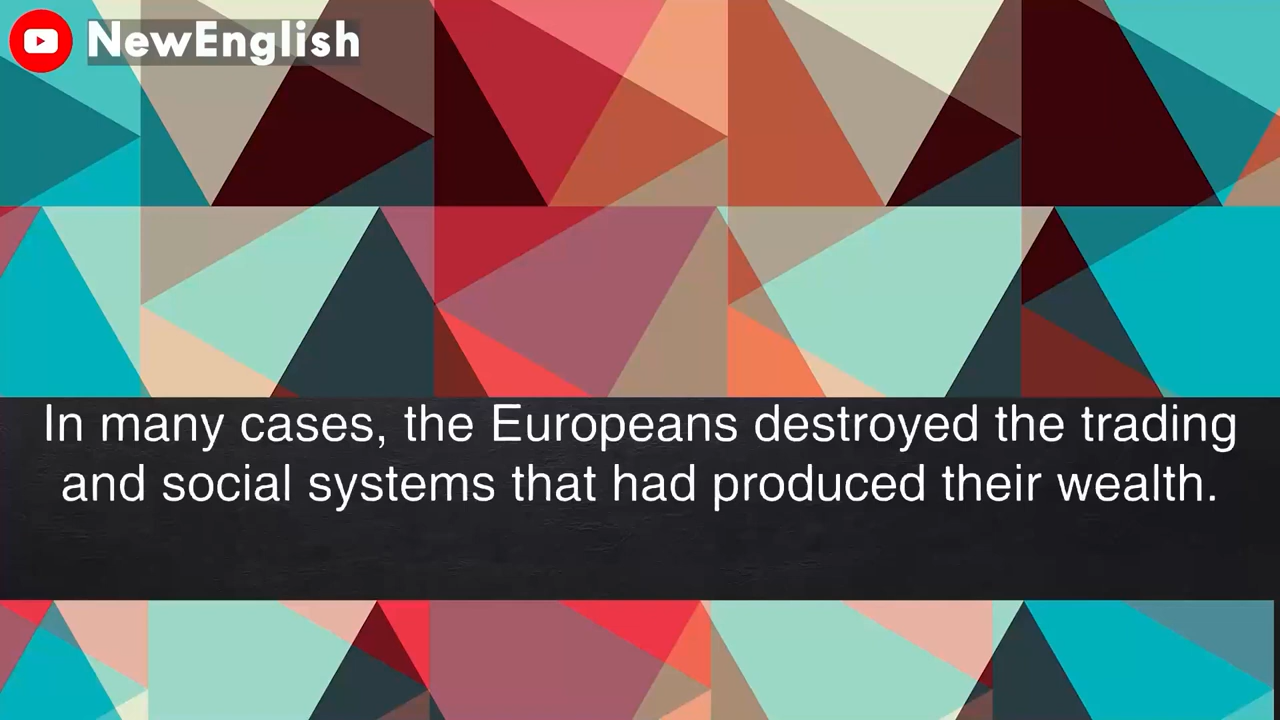 NewEnglish
In many cases, the Europeans destroyed the trading
and social systems that had produced their wealth.